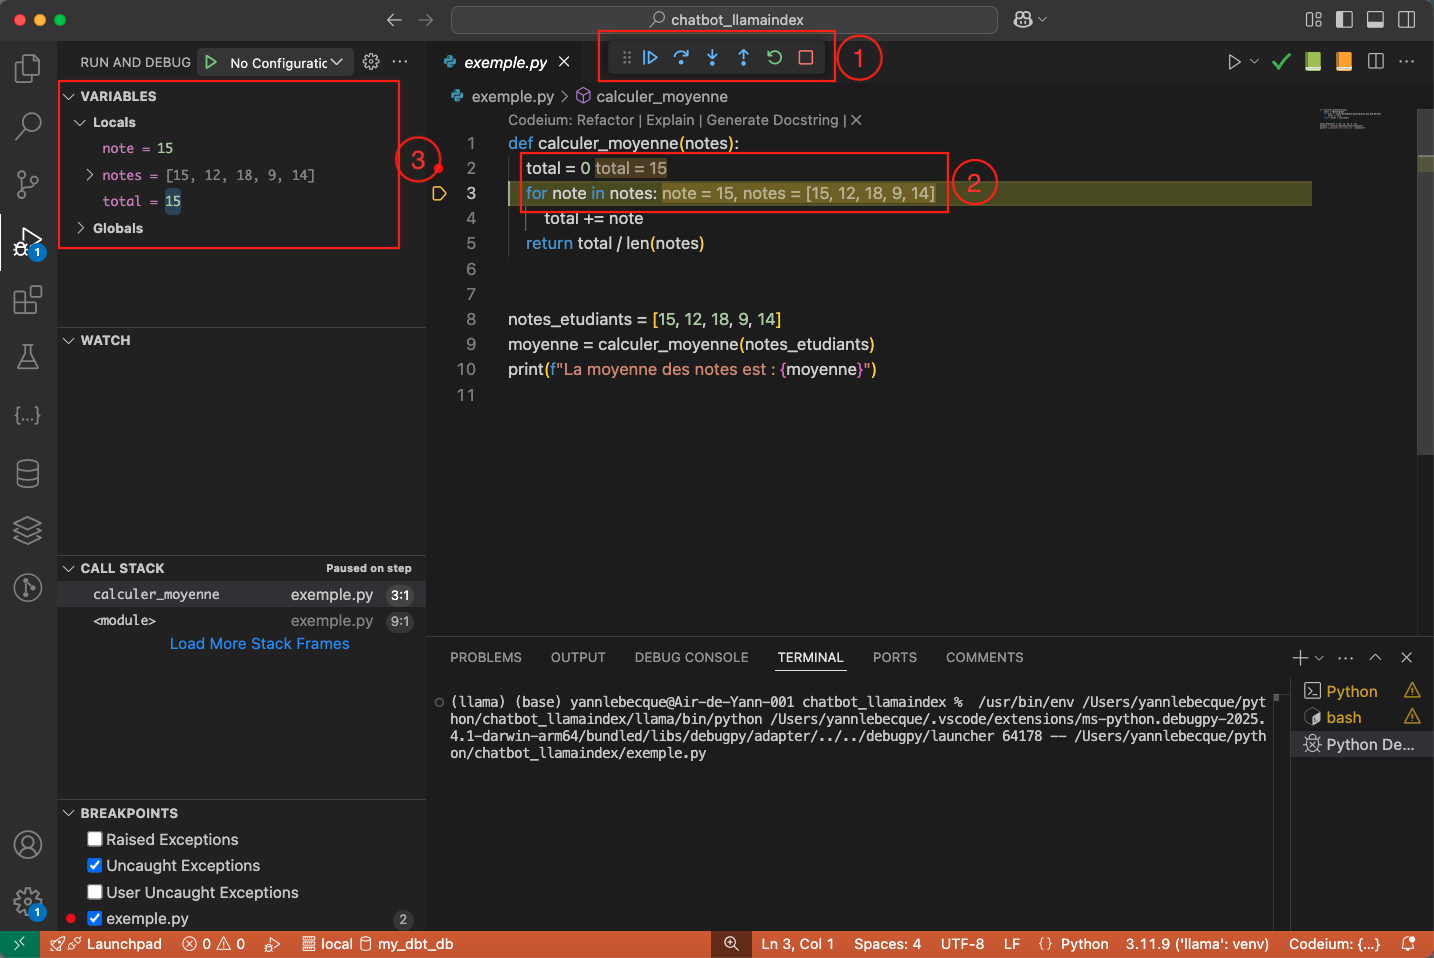 chatbot_llamaindex
RUN AND DEBUG
No Configuratic
exemple.py
1
VARIABLES
Locals
note = 15
notes = [15, 12, 18, 9, 14]
total = 15
Globals
3
2
exemple.py > calculer_moyenne
Codeium: Refactor | Explain | Generate Docstring | ×
1 def calculer_moyenne(notes):
2 total = 0 total = 15
3 for note in notes: note = 15, notes = [15, 12, 18, 9, 14]
4 total += note
5 return total / len(notes)
6
7
8 notes_etudiants = [15, 12, 18, 9, 14]
9 moyenne = calculer_moyenne(notes_etudiants)
10 print(f"La moyenne des notes est : {moyenne}")
11
1
WATCH
CALL STACK Paused on step
calculer_moyenne exemple.py 3:1
<module> exemple.py 9:1
Load More Stack Frames
BREAKPOINTS
Raised Exceptions
Uncaught Exceptions
User Uncaught Exceptions
exemple.py 2
1
PROBLEMS OUTPUT DEBUG CONSOLE TERMINAL PORTS COMMENTS
(llama) (base) yannlebecque@Air-de-Yann-001 chatbot_llamaindex % /usr/bin/env /Users/yannlebecque/pyt
hon/chatbot_llamaindex/llama/bin/python /Users/yannlebecque/.vscode/extensions/ms-python.debugpy-2025.
4.1-darwin-arm64/bundled/libs/debugpy/adapter/../../debugpy/launcher 64178 -- /Users/yannlebecque/pyth
on/chatbot_llamaindex/exemple.py
Python
bash
Python De...
Launchpad 0 0 local my_dbt_db Ln 3, Col 1 Spaces: 4 UTF-8 LF {} Python 3.11.9 ('llama': venv) Codeium: {...}